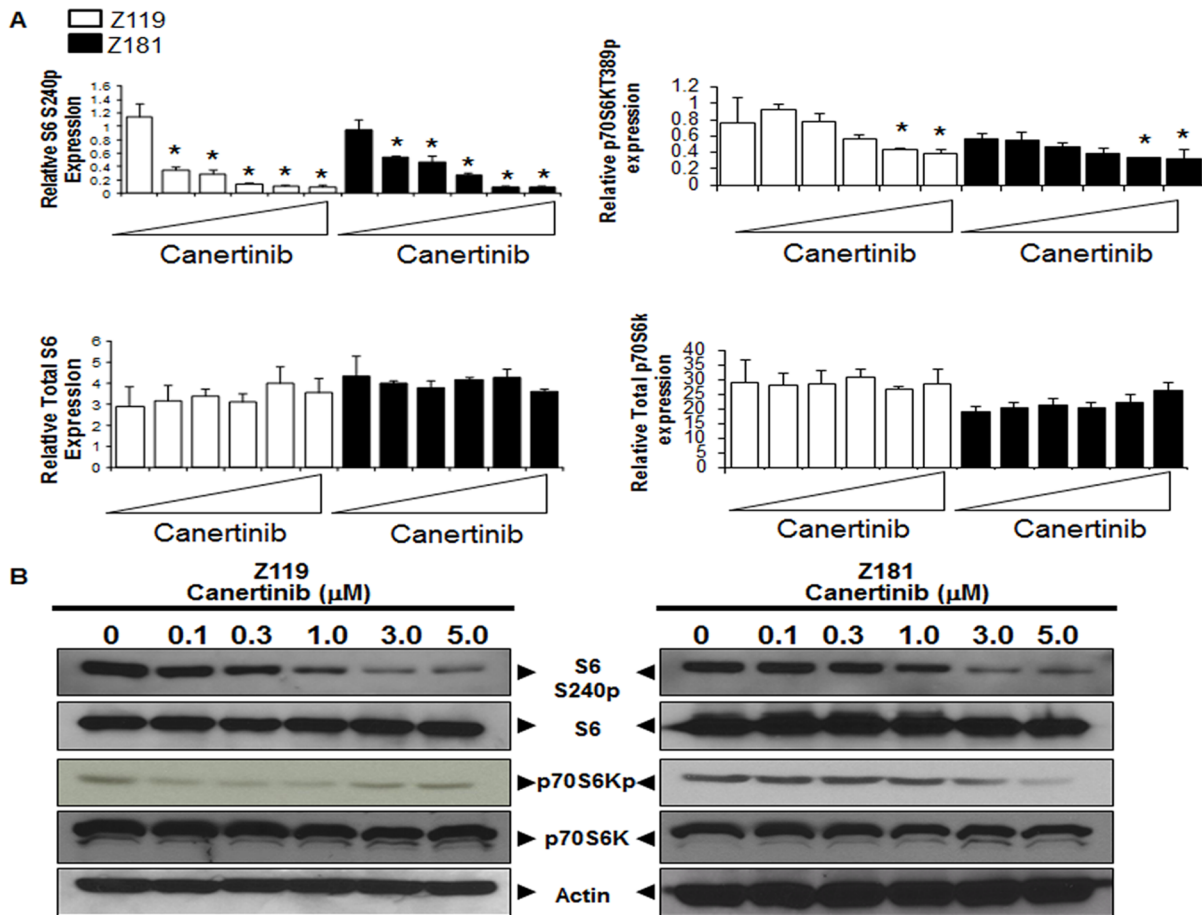 A
Z119
Z181
Relative S6 S240p
Expression
1.6
1.4
1.2
1
0.8
0.6
0.4
0.2
0
* * * * *
* * * * *
Canertinib
Canertinib
Relative p70S6KT389p
expression
1.2
1
0.8
0.6
0.4
0.2
0
* *
* *
Canertinib
Canertinib
Relative Total S6
Expression
6
5
4
3
2
1
0
Canertinib
Canertinib
Relative Total p70S6k
expression
40
35
30
25
20
15
10
5
0
Canertinib
Canertinib
B
Z119
Canertinib (µM)
0 0.1 0.3 1.0 3.0 5.0
Z181
Canertinib (µM)
0 0.1 0.3 1.0 3.0 5.0
S6
S240p
S6
p70S6Kp
p70S6K
Actin